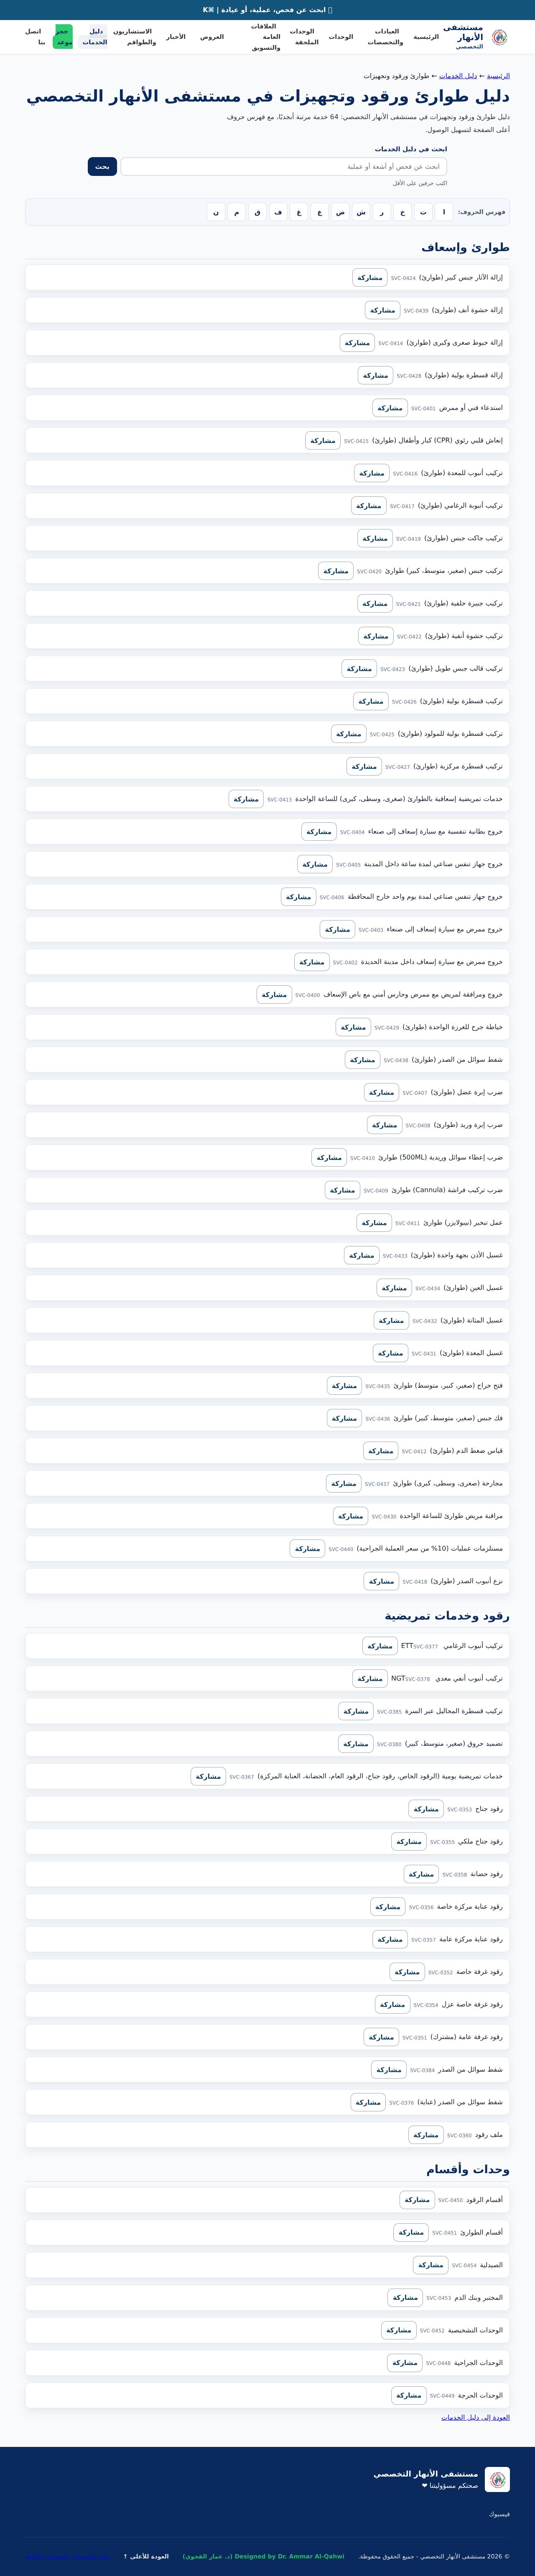 ابحث عن فحص، عملية، أو عيادة | ⌘K
مستشفى الأنهار التخصصي
الرئيسية
العيادات والتخصصات
الوحدات
الوحدات الملحقة
العلاقات العامة والتسويق
العروض
الأخبار
الاستشاريون والطواقم
دليل الخدمات
حجز موعد
اتصل بنا
الرئيسية ← دليل الخدمات ← طوارئ ورقود وتجهيزات
دليل طوارئ ورقود وتجهيزات في مستشفى الأنهار التخصصي
دليل طوارئ ورقود وتجهيزات في مستشفى الأنهار التخصصي: 64 خدمة مرتبة أبجديًا، مع فهرس حروف
أعلى الصفحة لتسهيل الوصول.
ابحث في دليل الخدمات
ابحث عن فحص أو أشعة أو عملية
بحث
اكتب حرفين على الأقل
فهرس الحروف: ا ت خ ر ش ص ع غ ف ق م ن
طوارئ وإسعاف
إزالة الآثار جبس كبير (طوارئ) SVC-0424 مشاركة
إزالة حشوة أنف (طوارئ) SVC-0439 مشاركة
إزالة خيوط صغرى وكبرى (طوارئ) SVC-0414 مشاركة
إزالة قسطرة بولية (طوارئ) SVC-0428 مشاركة
استدعاء فني أو ممرض SVC-0401 مشاركة
إنعاش قلبي رئوي (CPR) كبار وأطفال (طوارئ) SVC-0415 مشاركة
تركيب أنبوب للمعدة (طوارئ) SVC-0416 مشاركة
تركيب أنبوبة الرغامي (طوارئ) SVC-0417 مشاركة
تركيب جاكت جبس (طوارئ) SVC-0419 مشاركة
تركيب جبس (صغير، متوسط، كبير) طوارئ SVC-0420 مشاركة
تركيب جبيرة خلفية (طوارئ) SVC-0421 مشاركة
تركيب حشوة أنفية (طوارئ) SVC-0422 مشاركة
تركيب قالب جبس طويل (طوارئ) SVC-0423 مشاركة
تركيب قسطرة بولية (طوارئ) SVC-0426 مشاركة
تركيب قسطرة بولية للمولود (طوارئ) SVC-0425 مشاركة
تركيب قسطرة مركزية (طوارئ) SVC-0427 مشاركة
خدمات تمريضية إسعافية بالطوارئ (صغرى، وسطى، كبرى) للساعة الواحدة SVC-0413 مشاركة
خروج بطانية تنفسية مع سيارة إسعاف إلى صنعاء SVC-0404 مشاركة
خروج جهاز تنفس صناعي لمدة ساعة داخل المدينة SVC-0405 مشاركة
خروج جهاز تنفس صناعي لمدة يوم واحد خارج المحافظة SVC-0406 مشاركة
خروج ممرض مع سيارة إسعاف إلى صنعاء SVC-0403 مشاركة
خروج ممرض مع سيارة إسعاف داخل مدينة الحديدة SVC-0402 مشاركة
خروج ومرافقة لمريض مع ممرض وحارس أمني مع باص الإسعاف SVC-0400 مشاركة
خياطة جرح للغرزة الواحدة (طوارئ) SVC-0429 مشاركة
شفط سوائل من الصدر (طوارئ) SVC-0438 مشاركة
ضرب إبرة عضل (طوارئ) SVC-0407 مشاركة
ضرب إبرة وريد (طوارئ) SVC-0408 مشاركة
ضرب إعطاء سوائل وريدية (500ML) طوارئ SVC-0410 مشاركة
ضرب تركيب فراشة (Cannula) طوارئ SVC-0409 مشاركة
عمل تبخير (نيبولايزر) طوارئ SVC-0411 مشاركة
غسيل الأذن بجهة واحدة (طوارئ) SVC-0433 مشاركة
غسيل العين (طوارئ) SVC-0434 مشاركة
غسيل المثانة (طوارئ) SVC-0432 مشاركة
غسيل المعدة (طوارئ) SVC-0431 مشاركة
فتح خراج (صغير، كبير، متوسط) طوارئ SVC-0435 مشاركة
فك جبس (صغير، متوسط، كبير) طوارئ SVC-0436 مشاركة
قياس ضغط الدم (طوارئ) SVC-0412 مشاركة
مجارحة (صغرى، وسطى، كبرى) طوارئ SVC-0437 مشاركة
مراقبة مريض طوارئ للساعة الواحدة SVC-0430 مشاركة
مستلزمات عمليات (10% من سعر العملية الجراحية) SVC-0440 مشاركة
نزع أنبوب الصدر (طوارئ) SVC-0418 مشاركة
رقود وخدمات تمريضية
تركيب أنبوب الرغامي ETT SVC-0377 مشاركة
تركيب أنبوب أنفي معدي NGT SVC-0378 مشاركة
تركيب قسطرة المحاليل عبر السرة SVC-0385 مشاركة
تضميد حروق (صغير، متوسط، كبير) SVC-0380 مشاركة
خدمات تمريضية يومية (الرقود الخاص، رقود جناح، الرقود العام، الحضانة، العناية المركزة) SVC-0367 مشاركة
رقود جناح SVC-0353 مشاركة
رقود جناح ملكي SVC-0355 مشاركة
رقود حضانة SVC-0358 مشاركة
رقود عناية مركزة خاصة SVC-0356 مشاركة
رقود عناية مركزة عامة SVC-0357 مشاركة
رقود غرفة خاصة SVC-0352 مشاركة
رقود غرفة خاصة عزل SVC-0354 مشاركة
رقود غرفة عامة (مشترك) SVC-0351 مشاركة
شفط سوائل من الصدر SVC-0384 مشاركة
شفط سوائل من الصدر (عناية) SVC-0376 مشاركة
ملف رقود SVC-0360 مشاركة
وحدات وأقسام
أقسام الرقود SVC-0450 مشاركة
أقسام الطوارئ SVC-0451 مشاركة
الصيدلية SVC-0454 مشاركة
المختبر وبنك الدم SVC-0453 مشاركة
الوحدات التشخيصية SVC-0452 مشاركة
الوحدات الجراحية SVC-0448 مشاركة
الوحدات الحرجة SVC-0449 مشاركة
العودة إلى دليل الخدمات
مستشفى الأنهار التخصصي
صحتكم مسؤوليتنا ❤
فيسبوك
© 2026 مستشفى الأنهار التخصصي - جميع الحقوق محفوظة.
Designed by Dr. Ammar Al-Qahwi (د. عمار القحوي)
العودة للأعلى ↑